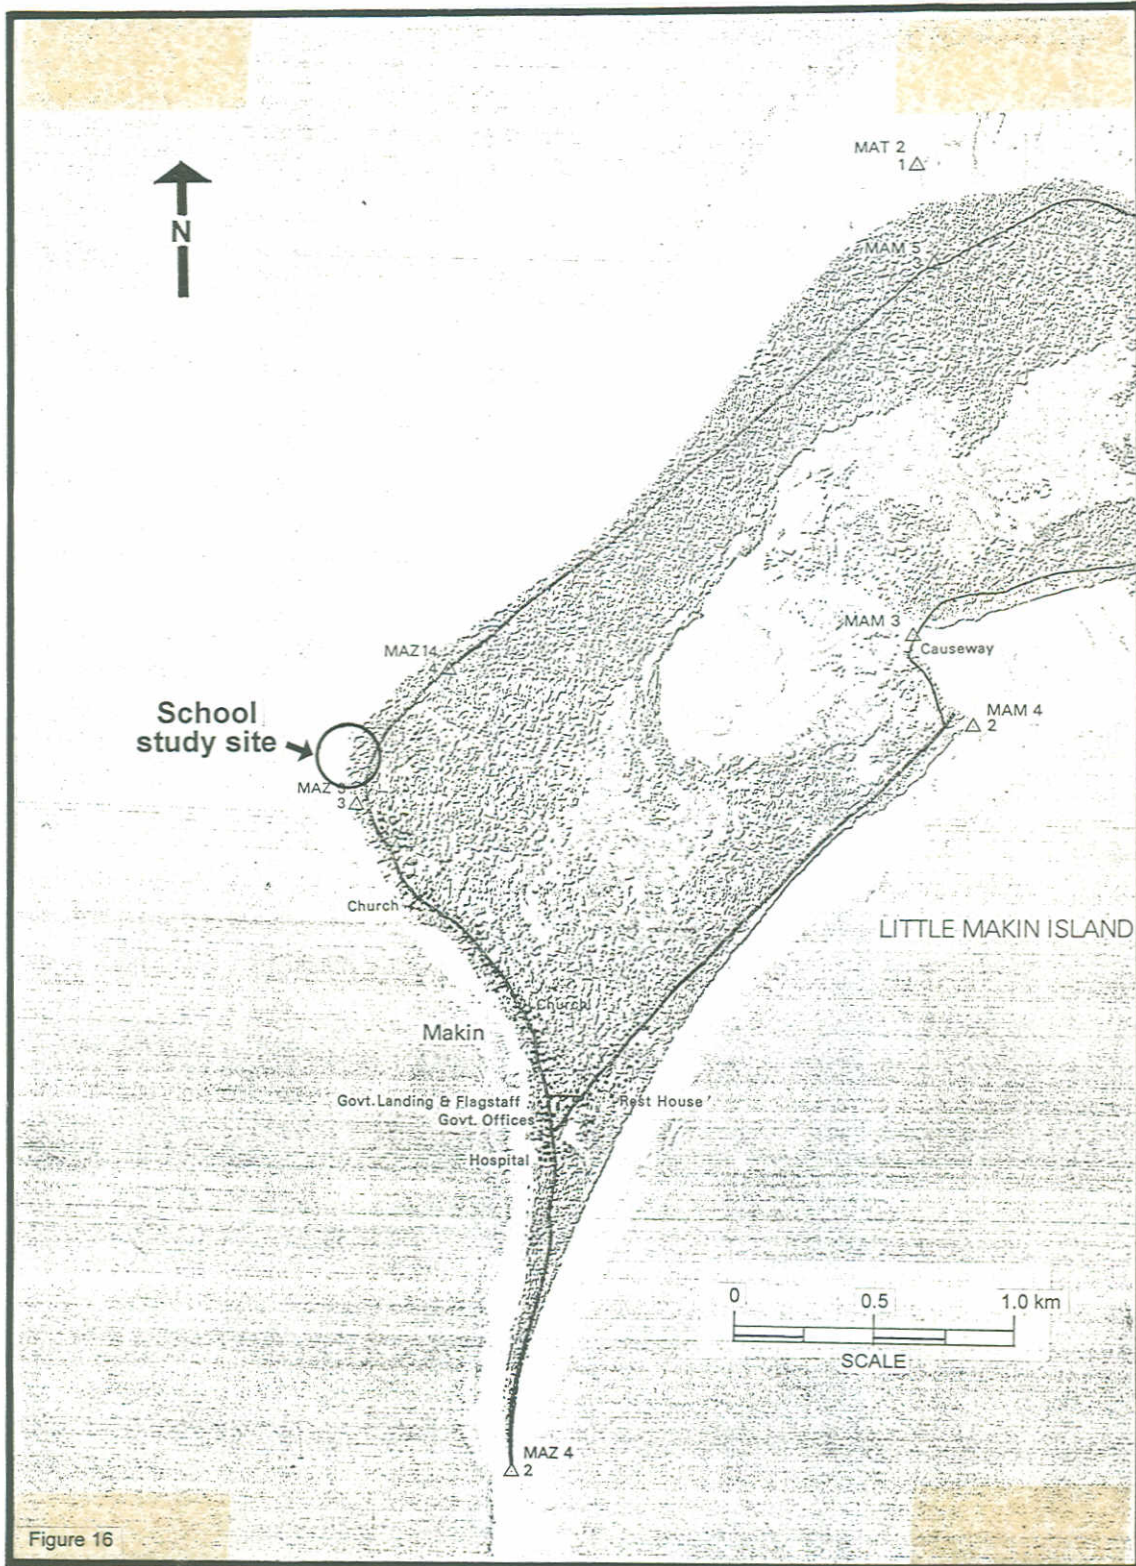 MAT 2
1
N
MAM 5
3
MAM 3
Causeway
MAZ 14
School
study site
MAM 4
2
MAZ
3
Church
LITTLE MAKIN ISLAND
Church
Makin
Govt. Landing & Flagstaff
Rest House
Govt. Offices
Hospital
0 0.5 1.0 km
SCALE
MAZ 4
2
Figure 16